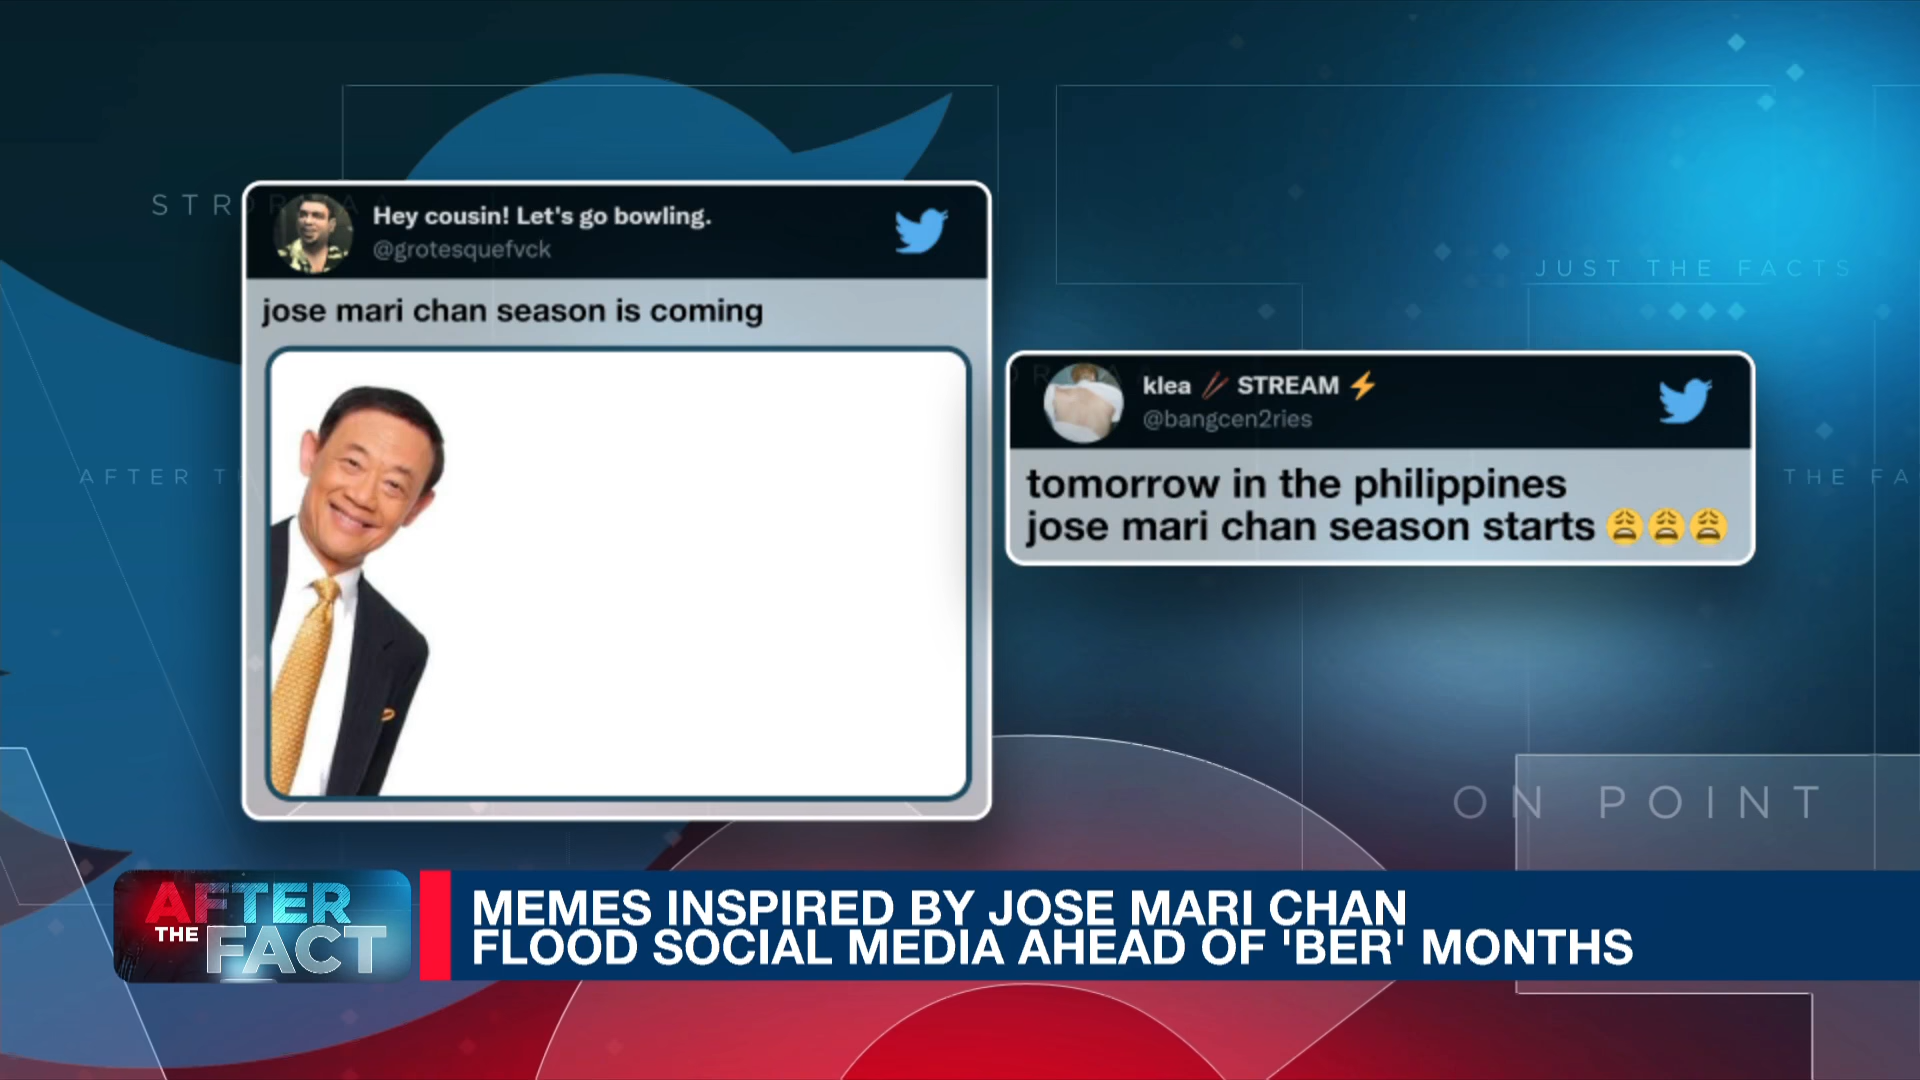 STR
Hey cousin! Let's go bowling.
@grotesquefvck
jose mari chan season is coming
JUST THE FACTS
klea 🥢 STREAM ⚡
@bangcen2ries
tomorrow in the philippines
jose mari chan season starts 😩😩😩
AFTER T
THE FA
ON POINT
AFTER
THE FACT
MEMES INSPIRED BY JOSE MARI CHAN
FLOOD SOCIAL MEDIA AHEAD OF 'BER' MONTHS